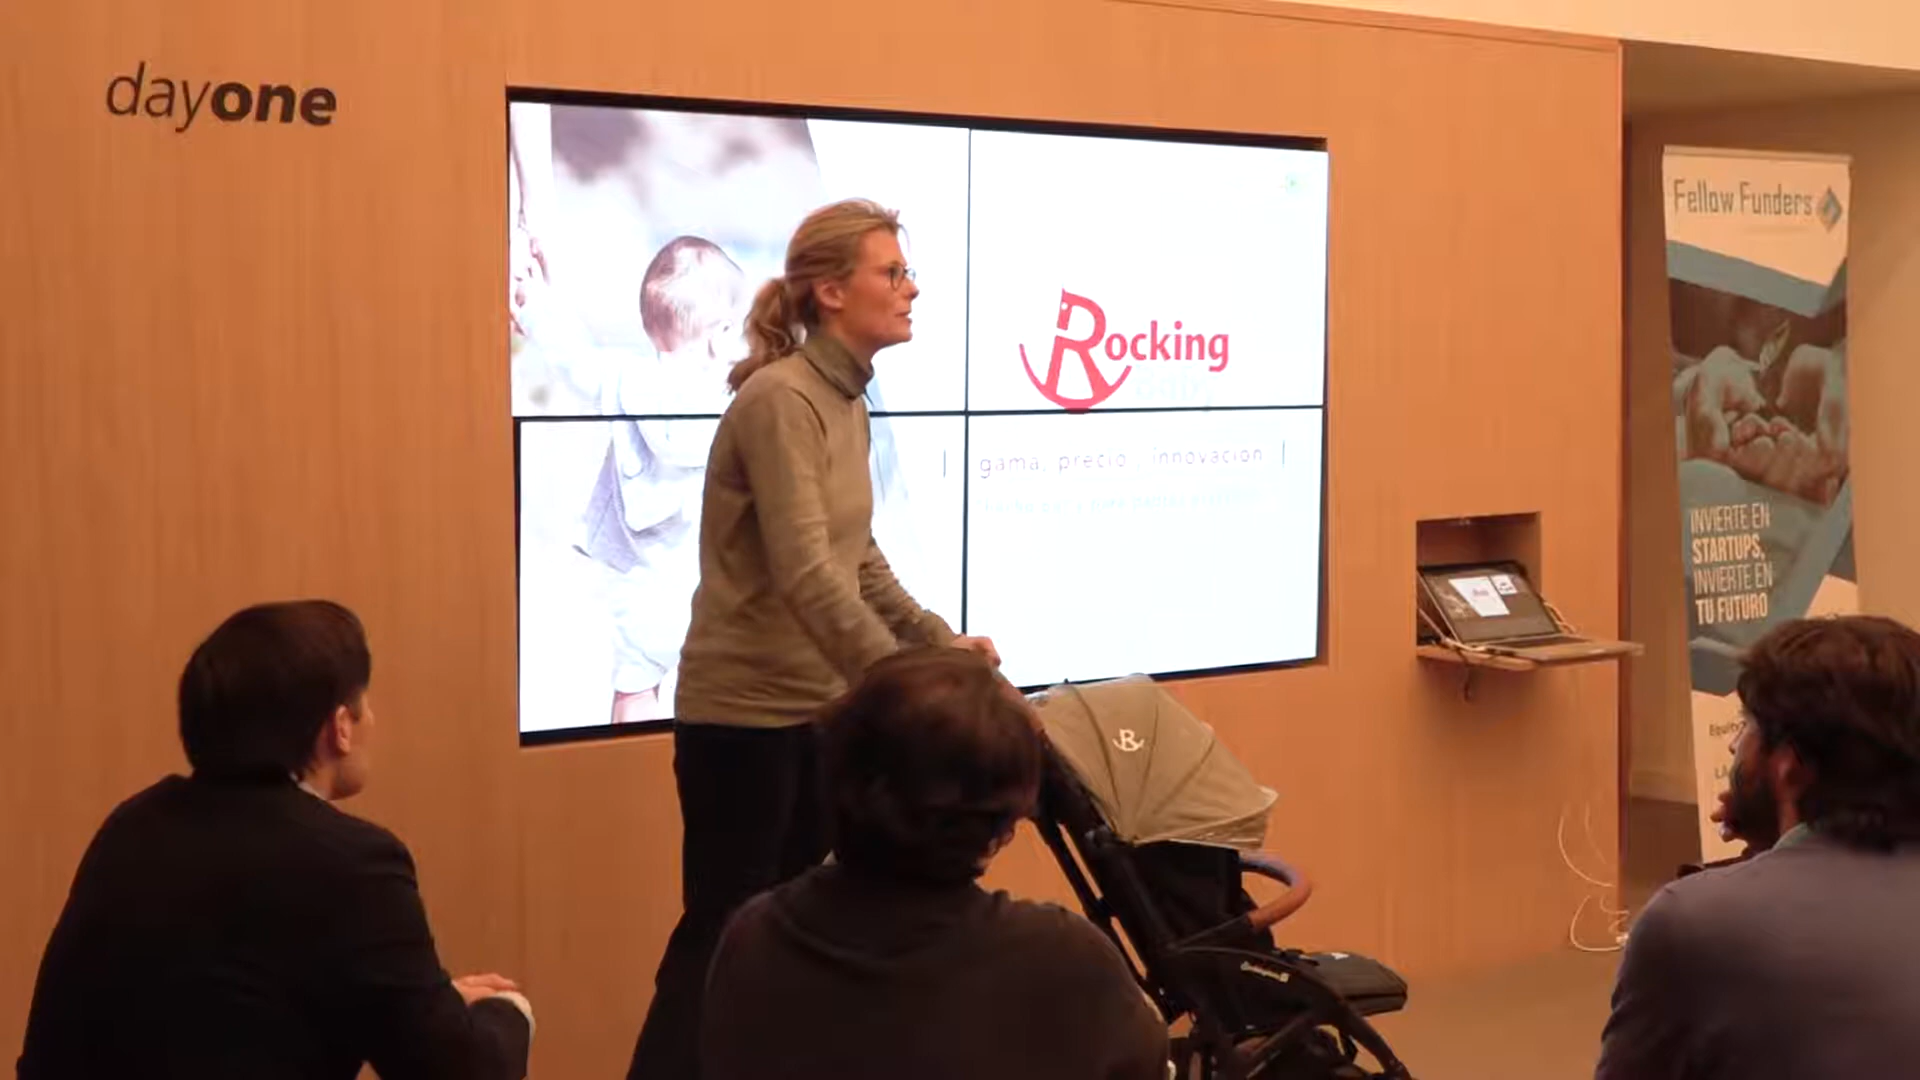 dayone
Rocking
| gama, precio, innovación |
Fellow Funders
INVIERTE EN
STARTUPS,
INVIERTE EN
TU FUTURO
R